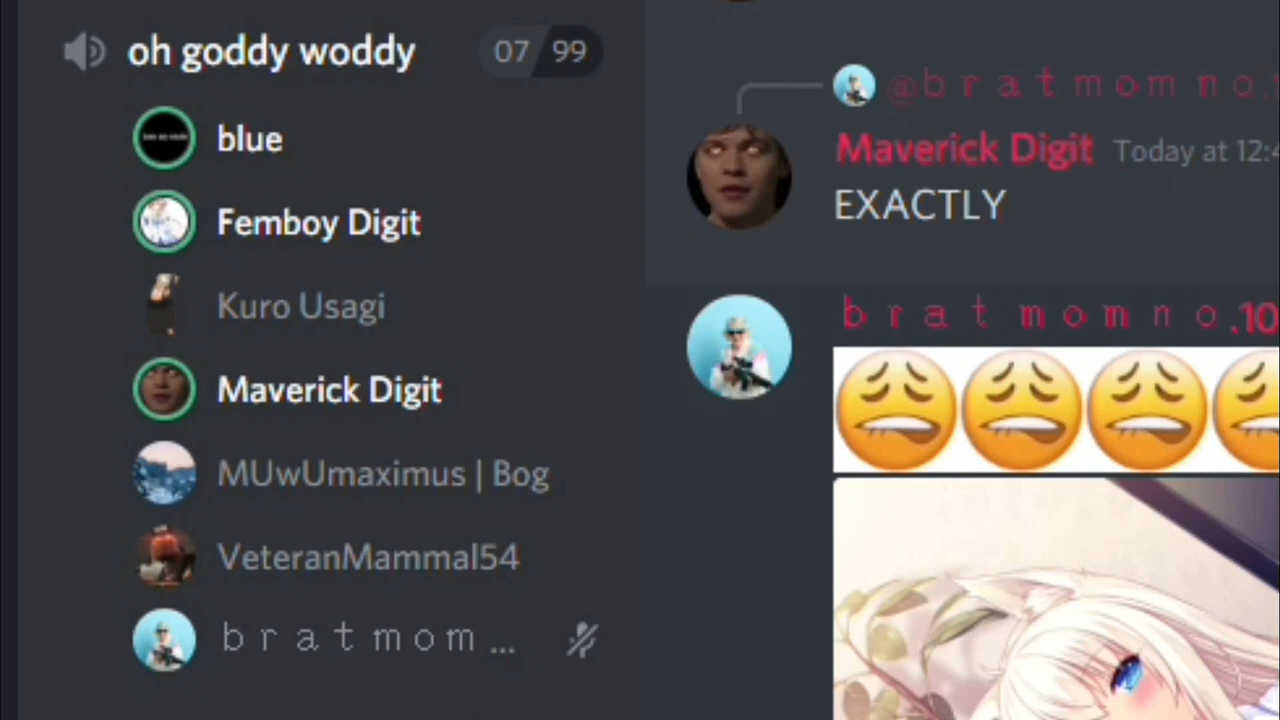 oh goddy woddy 07 99
blue
Femboy Digit
Kuro Usagi
Maverick Digit
MUwUmaximus | Bog
VeteranMammal54
b r a t m o m ...
@b r a t m o m n o.
Maverick Digit Today at 12:4
EXACTLY
b r a t m o m n o .10